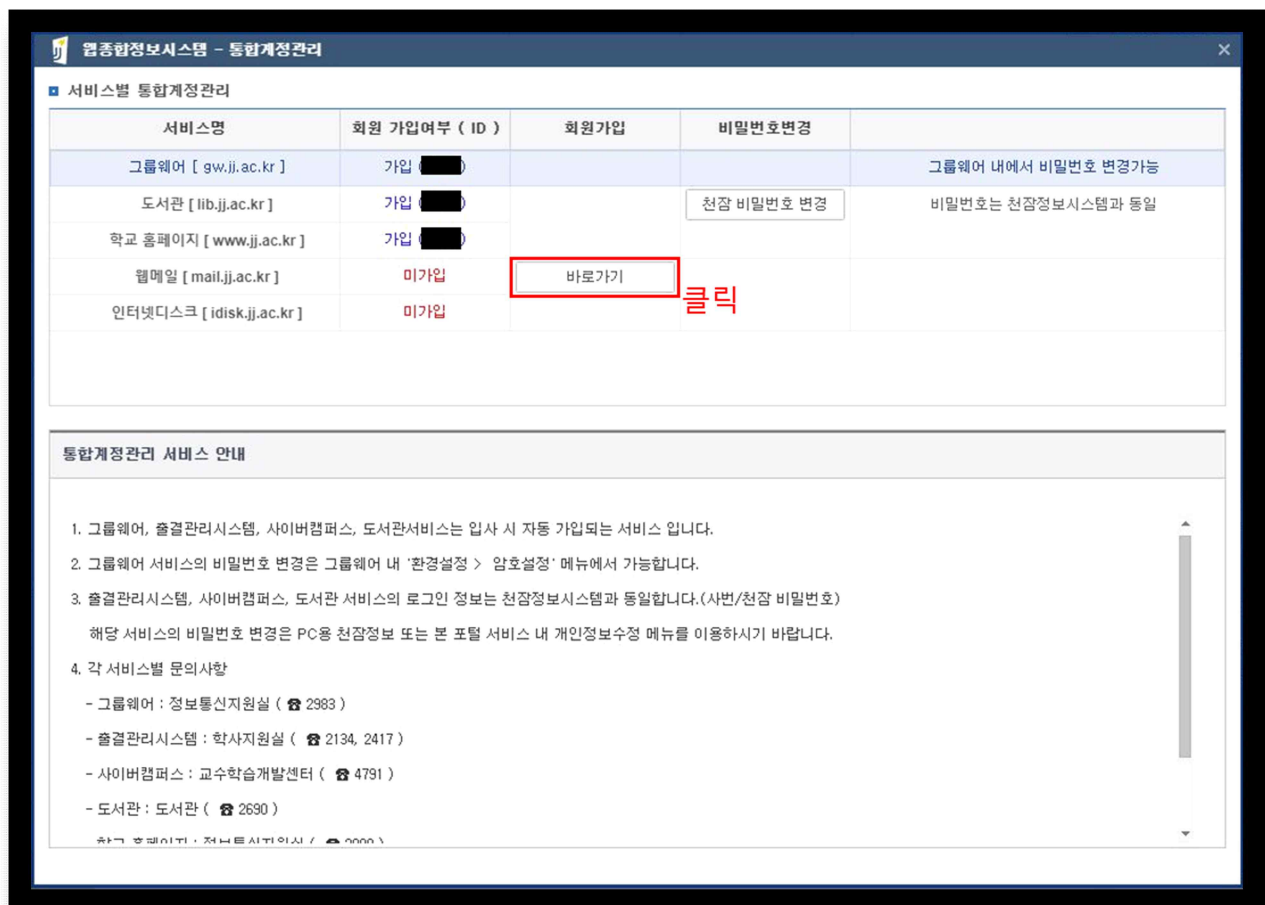 웹종합정보시스템 - 통합계정관리
서비스별 통합계정관리
서비스명 회원 가입여부 ( ID ) 회원가입 비밀번호변경
그룹웨어 [ gw.jj.ac.kr ] 가입 ( ) 그룹웨어 내에서 비밀번호 변경가능
도서관 [ lib.jj.ac.kr ] 가입 ( ) 천잠 비밀번호 변경 비밀번호는 천잠정보시스템과 동일
학교 홈페이지 [ www.jj.ac.kr ] 가입 ( )
웹메일 [ mail.jj.ac.kr ] 미가입 바로가기
클릭
인터넷디스크 [ idisk.jj.ac.kr ] 미가입
통합계정관리 서비스 안내
1. 그룹웨어, 출결관리시스템, 사이버캠퍼스, 도서관서비스는 입사 시 자동 가입되는 서비스 입니다.
2. 그룹웨어 서비스의 비밀번호 변경은 그룹웨어 내 '환경설정 > 암호설정' 메뉴에서 가능합니다.
3. 출결관리시스템, 사이버캠퍼스, 도서관 서비스의 로그인 정보는 천잠정보시스템과 동일합니다.(사번/천잠 비밀번호)
해당 서비스의 비밀번호 변경은 PC용 천잠정보 또는 본 포털 서비스 내 개인정보수정 메뉴를 이용하시기 바랍니다.
4. 각 서비스별 문의사항
- 그룹웨어 : 정보통신지원실 ( ☎ 2983 )
- 출결관리시스템 : 학사지원실 ( ☎ 2134, 2417 )
- 사이버캠퍼스 : 교수학습개발센터 ( ☎ 4791 )
- 도서관 : 도서관 ( ☎ 2690 )
- 학교 홈페이지 : 정보통신지원실 ( ☎